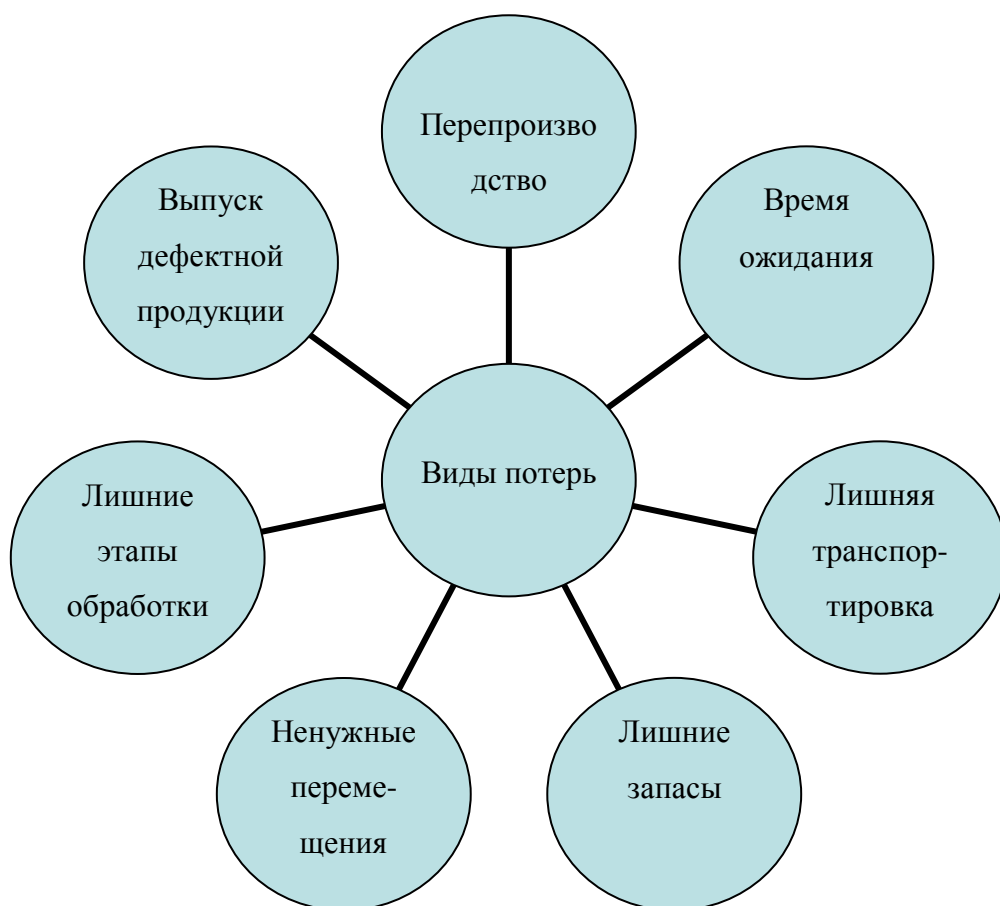 Перепроизво
дство
Время
ожидания
Лишняя
транспор-
тировка
Лишние
запасы
Ненужные
переме-
щения
Лишние
этапы
обработки
Выпуск
дефектной
продукции
Виды потерь